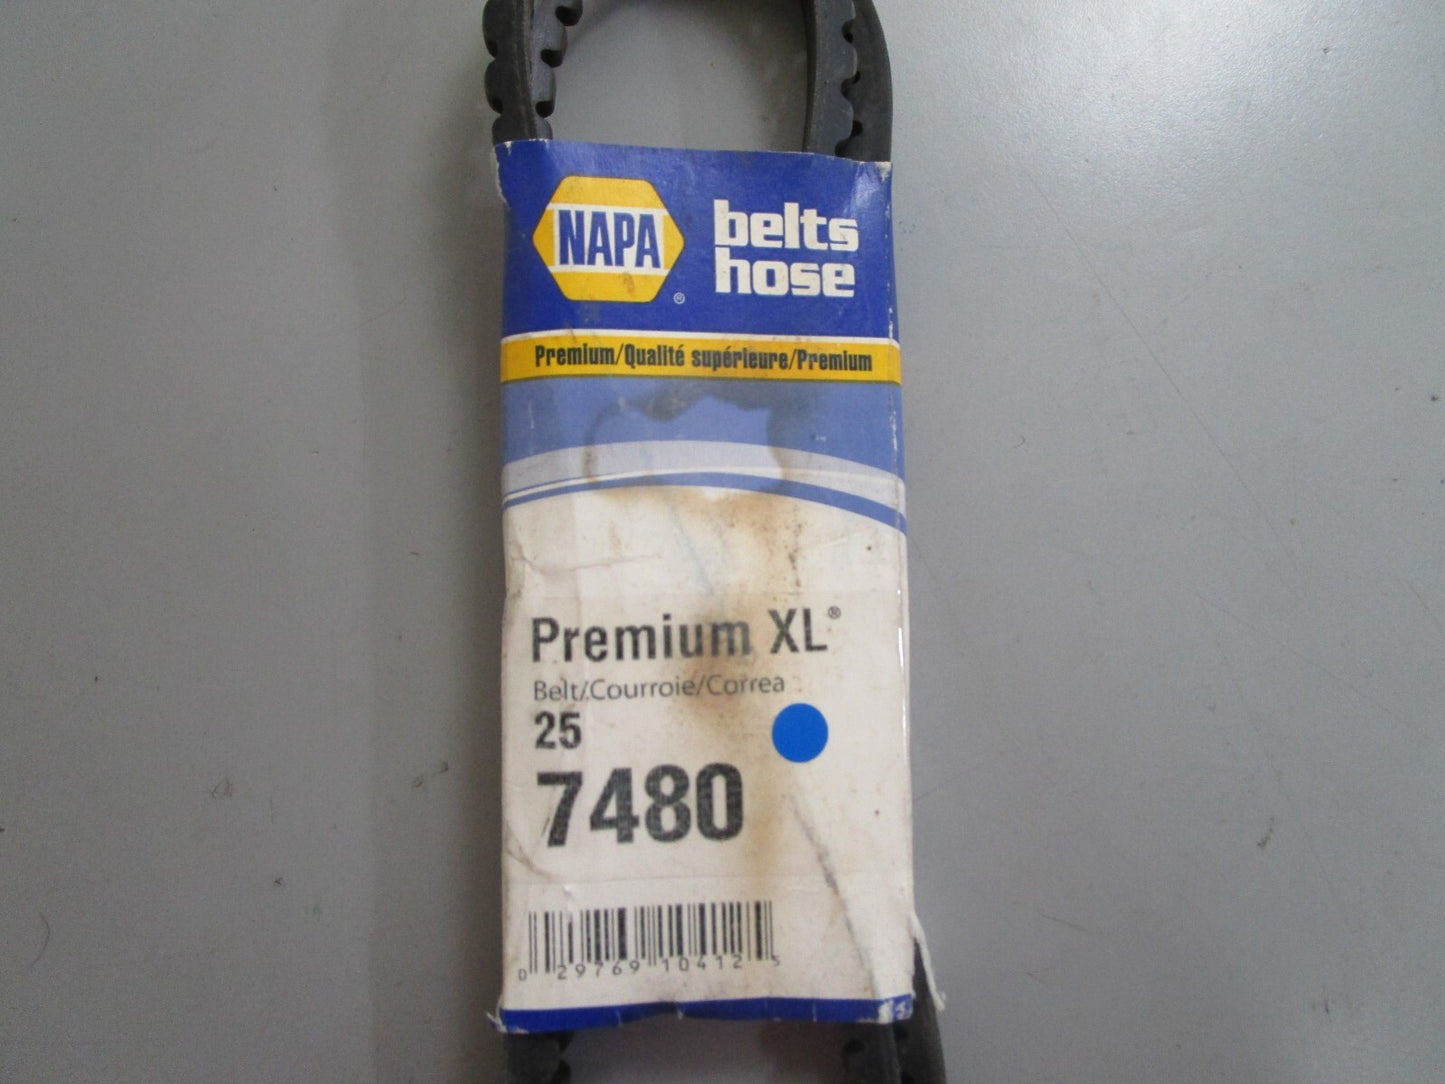 NAPA
®
belts
hose
Premium/Qualité supérieure/Premium
Premium XL®
Belt/Courroie/Correa
25
7480
0 29769 10412 5